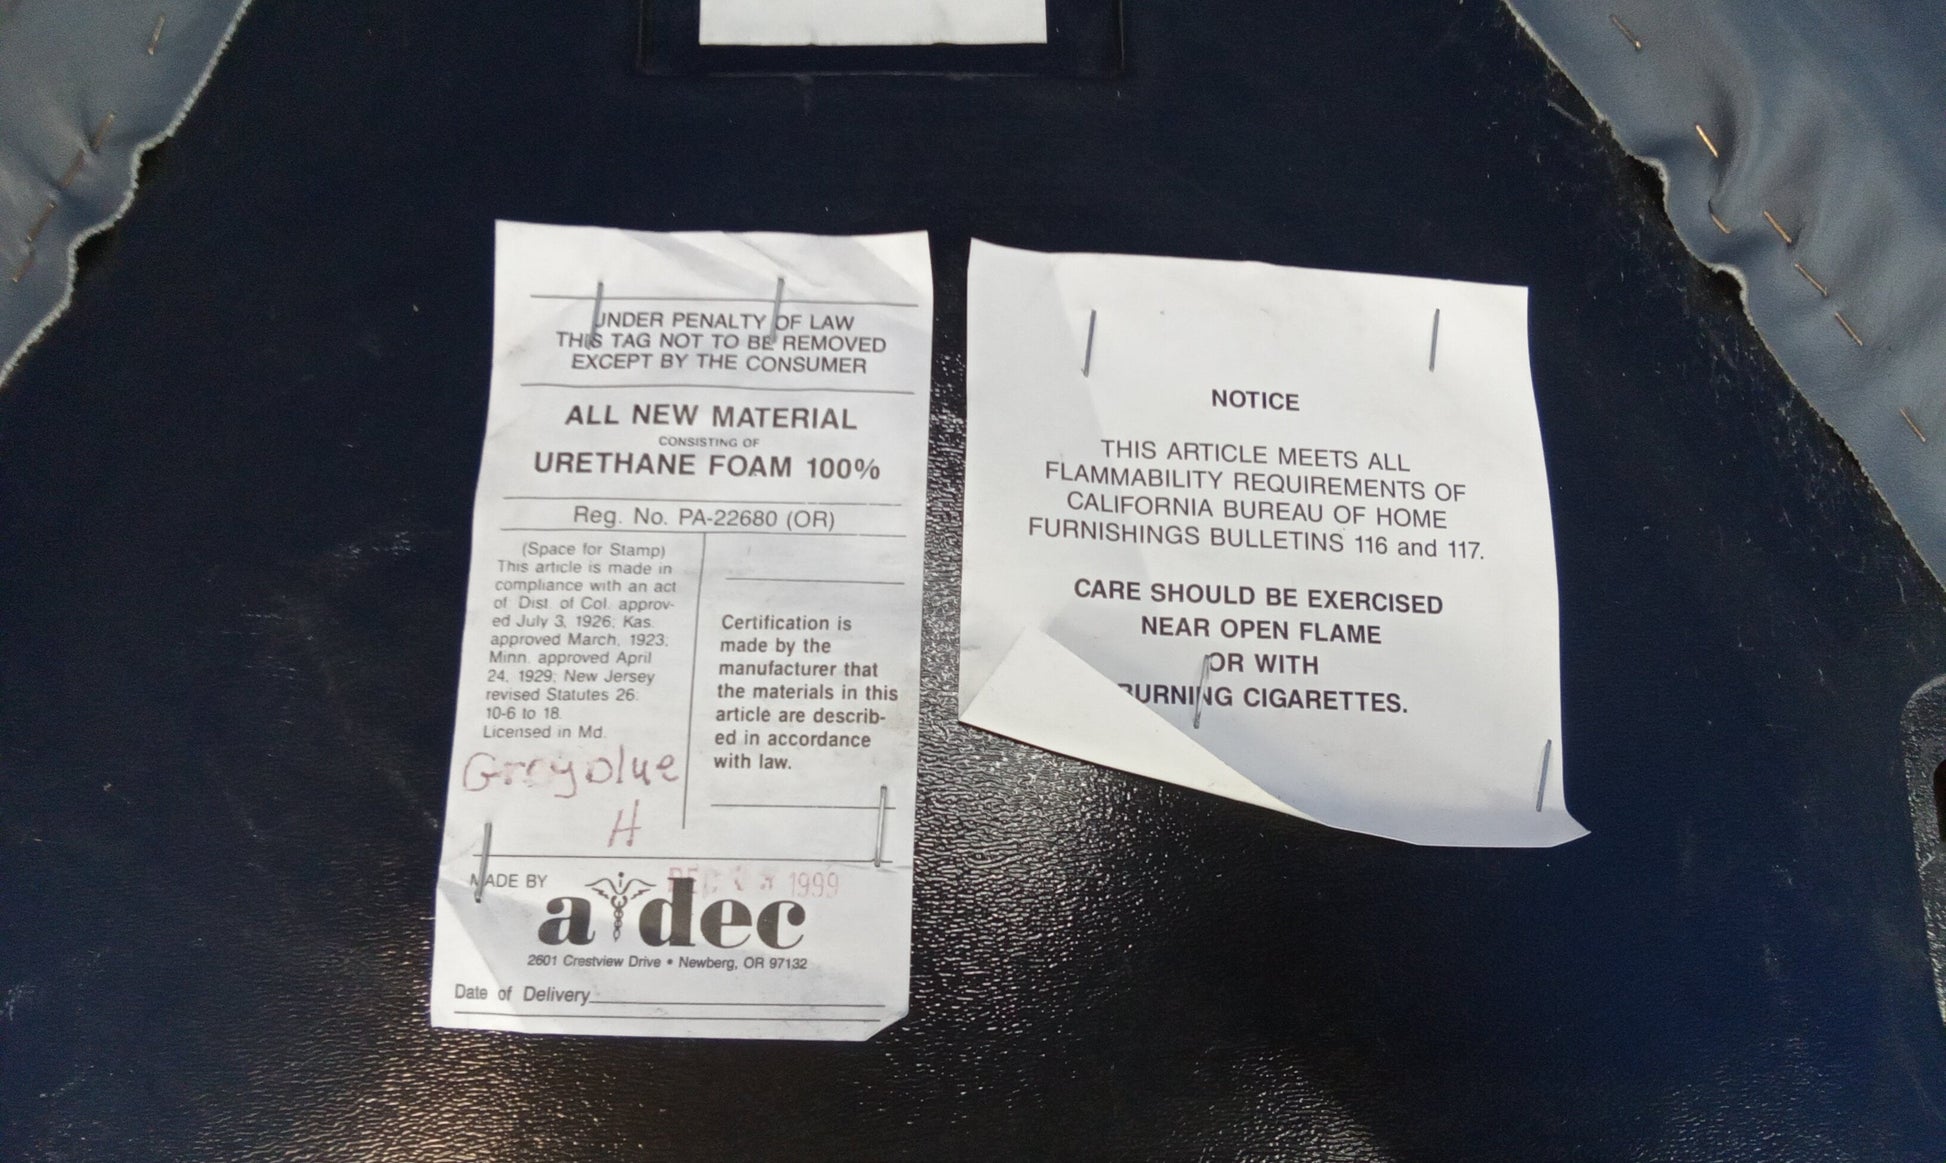 UNDER PENALTY OF LAW
THIS TAG NOT TO BE REMOVED
EXCEPT BY THE CONSUMER
ALL NEW MATERIAL
CONSISTING OF
URETHANE FOAM 100%
Reg. No. PA-22680 (OR)
(Space for Stamp)
This article is made in
compliance with an act
of Dist. of Col. approv-
ed July 3, 1926; Kas.
approved March, 1923;
Minn. approved April
24, 1929; New Jersey
revised Statutes 26:
10-6 to 18.
Licensed in Md.
Grayblue
H
Certification is
made by the
manufacturer that
the materials in this
article are describ-
ed in accordance
with law.
MADE BY
DEC 1999
a dec
2601 Crestview Drive • Newberg, OR 97132
Date of Delivery
NOTICE
THIS ARTICLE MEETS ALL
FLAMMABILITY REQUIREMENTS OF
CALIFORNIA BUREAU OF HOME
FURNISHINGS BULLETINS 116 and 117.
CARE SHOULD BE EXERCISED
NEAR OPEN FLAME
OR WITH
BURNING CIGARETTES.